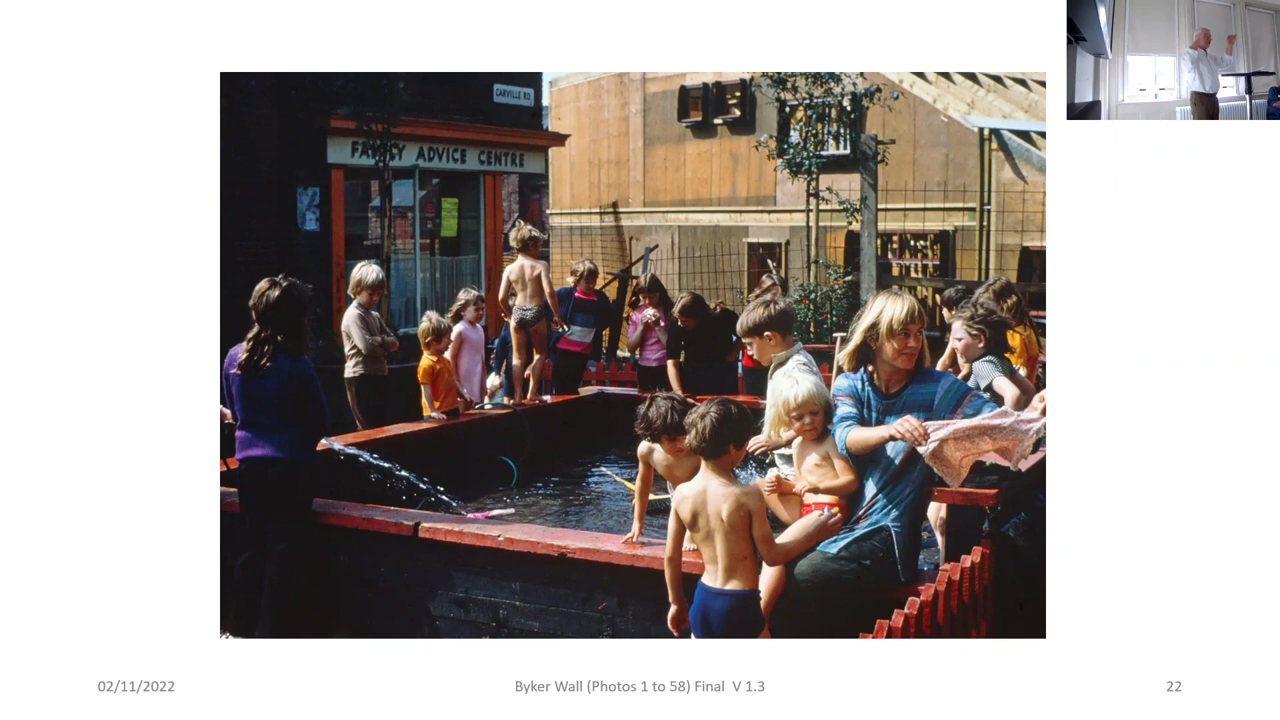 CARVILLE RD
FAMILY ADVICE CENTRE
02/11/2022
Byker Wall (Photos 1 to 58) Final V 1.3
22